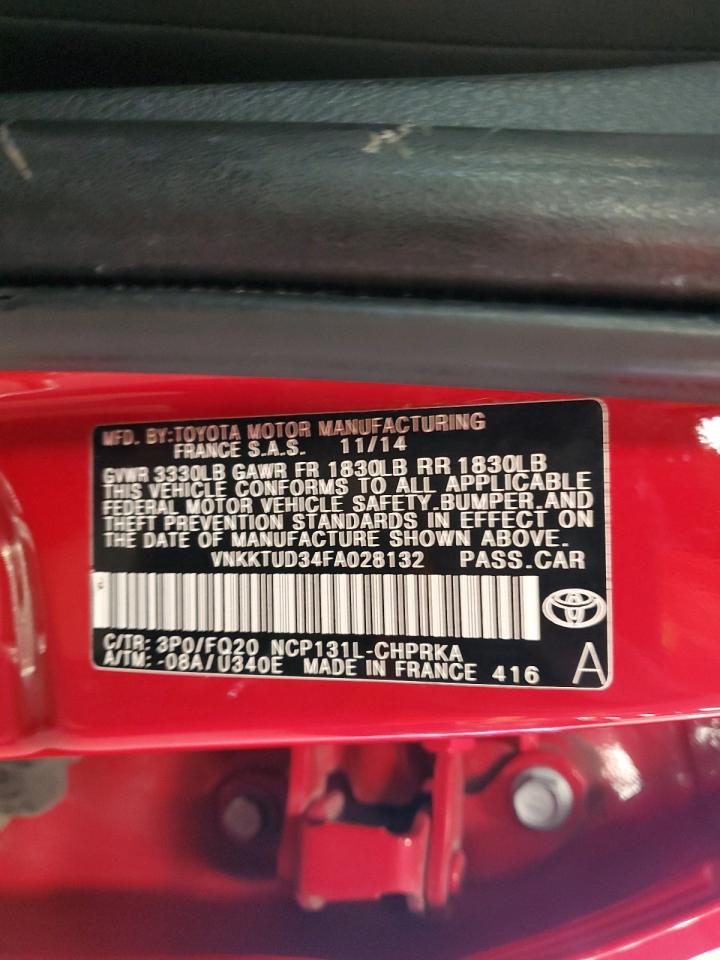 MFD. BY:TOYOTA MOTOR MANUFACTURING
FRANCE S.A.S. 11/14
GVWR 3330LB GAWR FR 1830LB RR 1830LB
THIS VEHICLE CONFORMS TO ALL APPLICABLE
FEDERAL MOTOR VEHICLE SAFETY,BUMPER,AND
THEFT PREVENTION STANDARDS IN EFFECT ON
THE DATE OF MANUFACTURE SHOWN ABOVE.
VNKKTUD34FA028132 PASS.CAR
C/TR: 3P0/FQ20 NCP131L-CHPRKA
A/TM: -08A/U340E MADE IN FRANCE 416 A